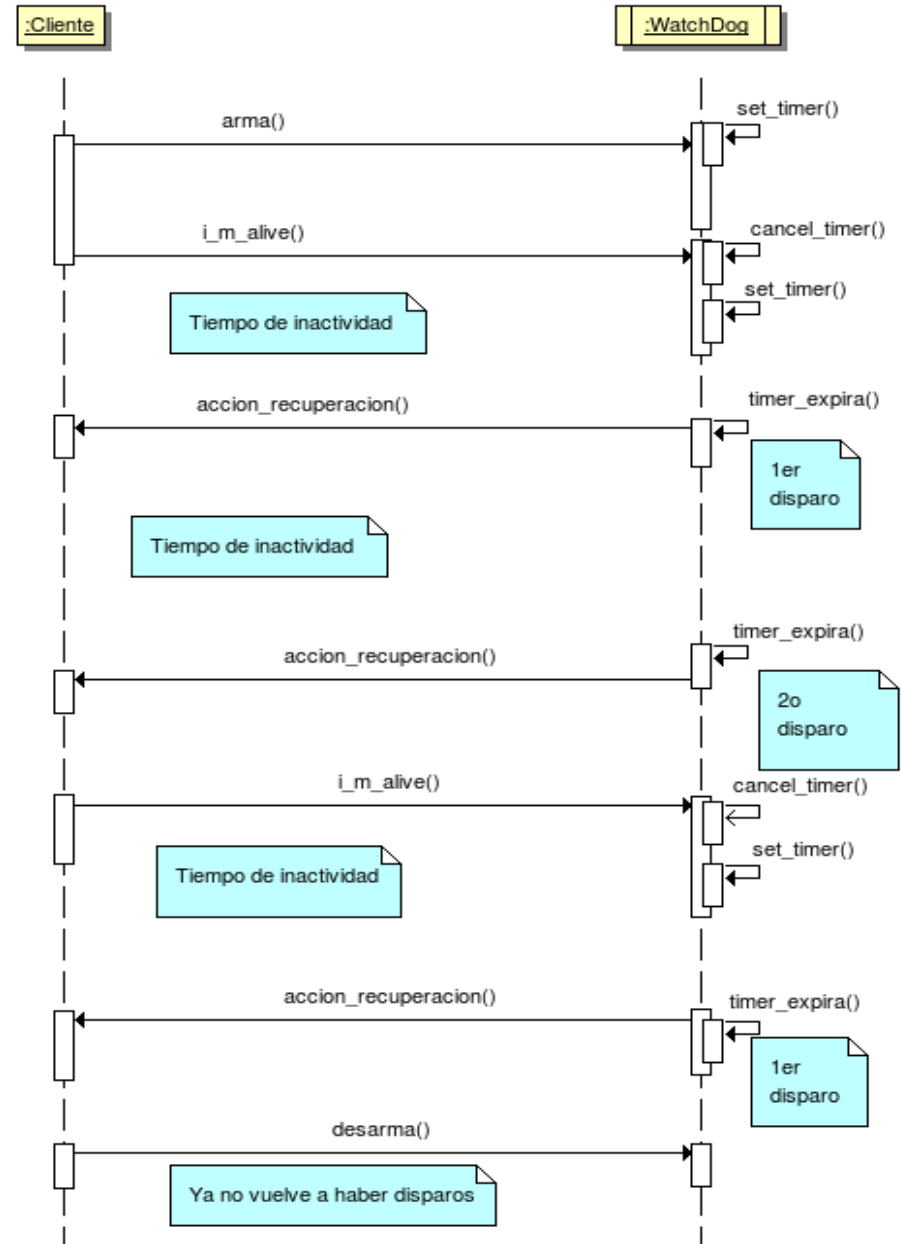 :Cliente
:WatchDog
set_timer()
arma()
cancel_timer()
i_m_alive()
set_timer()
Tiempo de inactividad
timer_expira()
accion_recuperacion()
1er
disparo
Tiempo de inactividad
timer_expira()
accion_recuperacion()
2o
disparo
i_m_alive()
cancel_timer()
set_timer()
Tiempo de inactividad
accion_recuperacion()
timer_expira()
1er
disparo
desarma()
Ya no vuelve a haber disparos